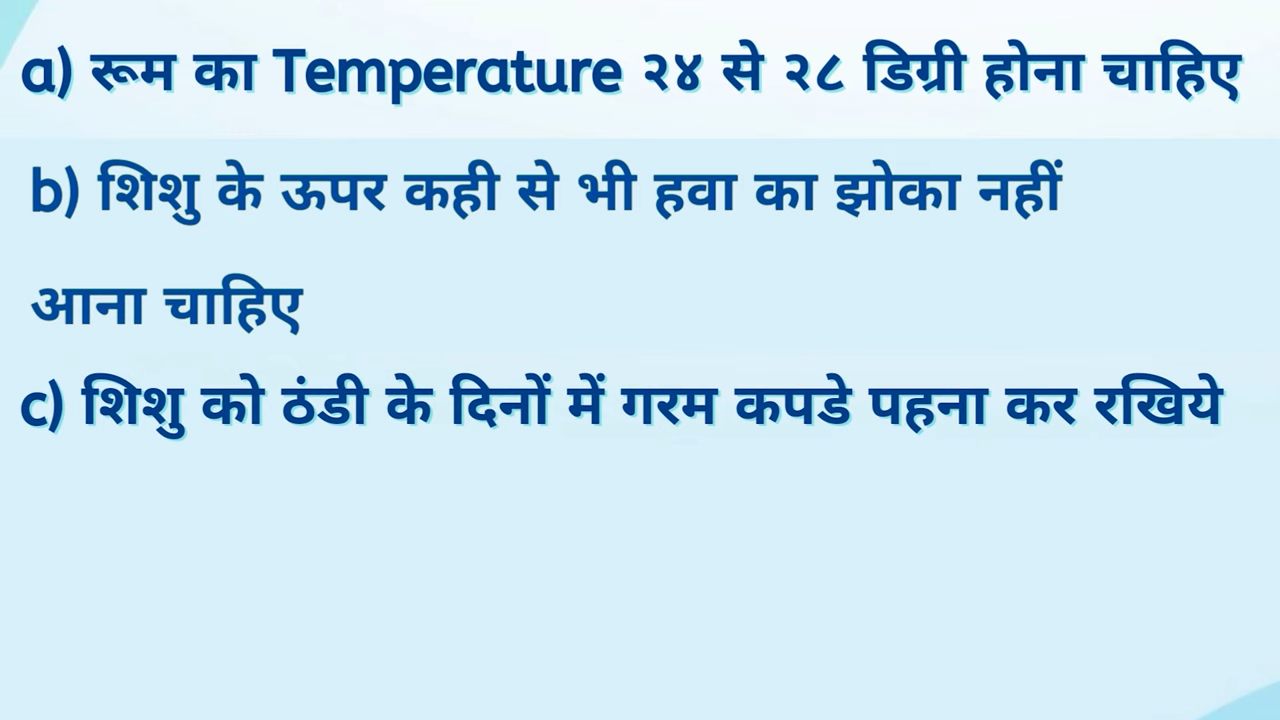 a) रूम का Temperature २४ से २८ डिग्री होना चाहिए
b) शिशु के ऊपर कही से भी हवा का झोका नहीं
आना चाहिए
c) शिशु को ठंडी के दिनों में गरम कपडे पहना कर रखिये